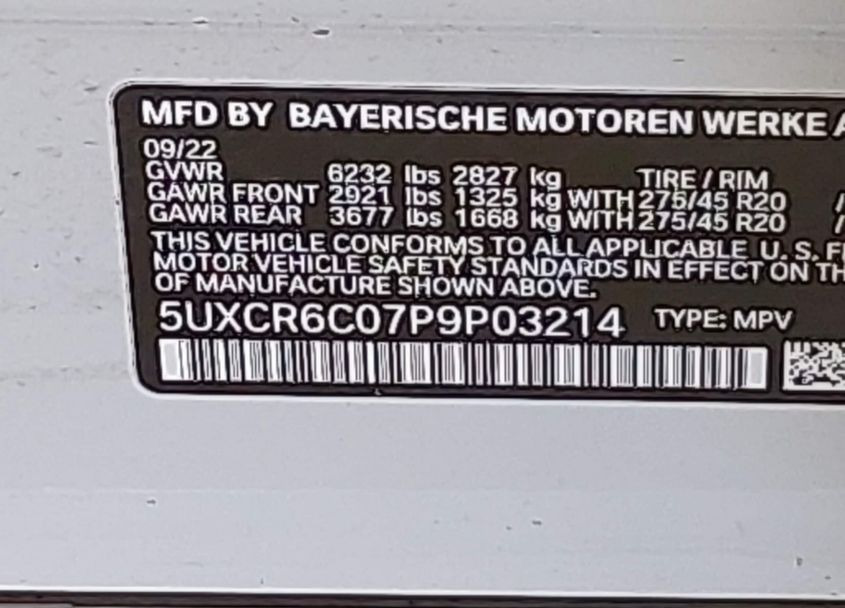 MFD BY BAYERISCHE MOTOREN WERKE
09/22
GVWR 6232 lbs 2827 kg TIRE / RIM
GAWR FRONT 2921 lbs 1325 kg WITH 275/45 R20 /
GAWR REAR 3677 lbs 1668 kg WITH 275/45 R20 /
THIS VEHICLE CONFORMS TO ALL APPLICABLE U. S.
MOTOR VEHICLE SAFETY STANDARDS IN EFFECT ON
OF MANUFACTURE SHOWN ABOVE.
5UXCR6C07P9P03214 TYPE: MPV